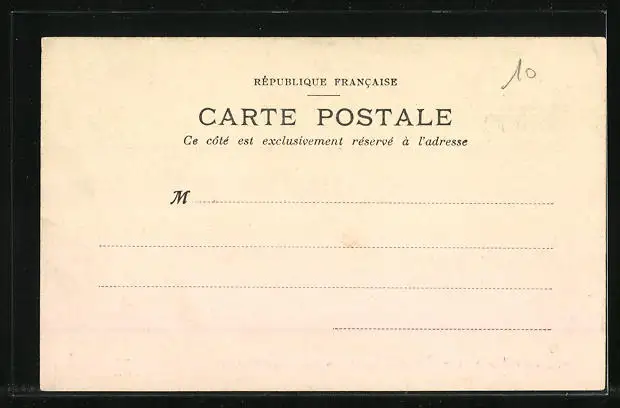 10
RÉPUBLIQUE FRANÇAISE
CARTE POSTALE
Ce côté est exclusivement réservé à l'adresse
M